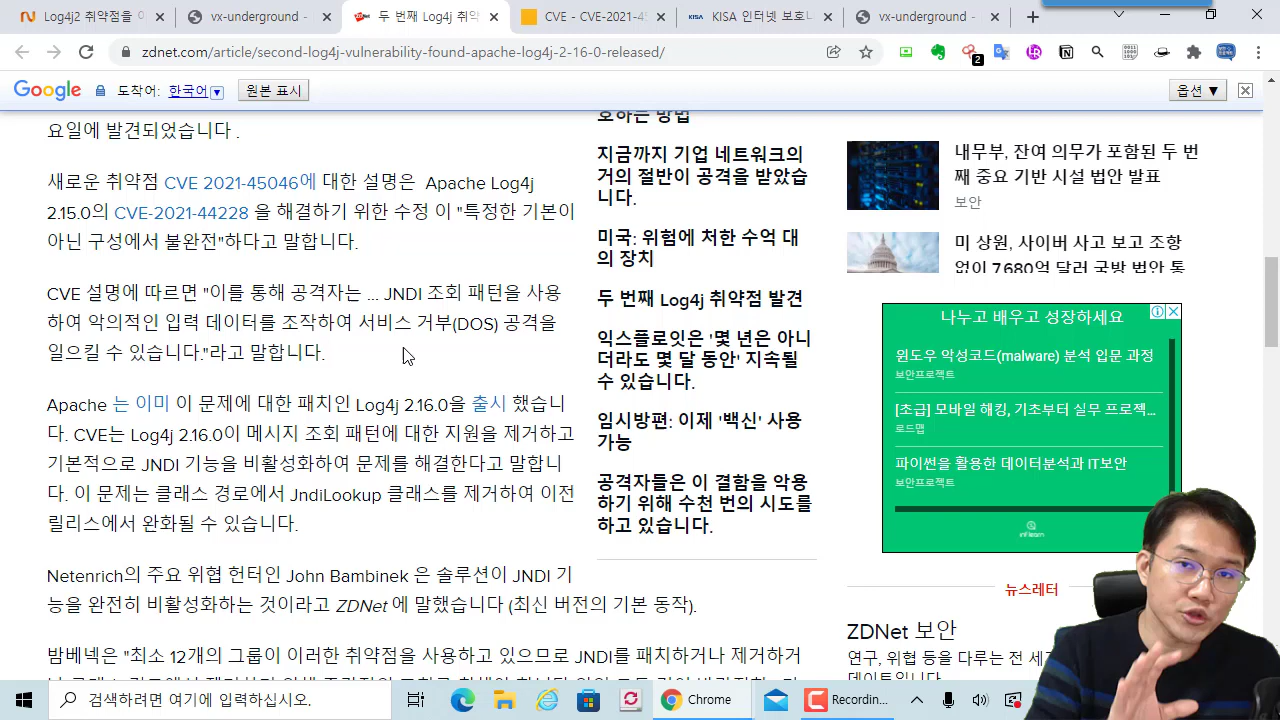 Log4j2 취약점을 이
vx-underground -
두 번째 Log4j 취약
CVE - CVE-2021-45
KISA 인터넷 보호나
vx-underground -
zdnet.com/article/second-log4j-vulnerability-found-apache-log4j-2-16-0-released/
2
Google 도착어: 한국어 원본 표시
옵션 ▼
요일에 발견되었습니다 .
새로운 취약점 CVE 2021-45046에 대한 설명은 Apache Log4j
2.15.0의 CVE-2021-44228 을 해결하기 위한 수정 이 "특정한 기본이
아닌 구성에서 불완전"하다고 말합니다.
CVE 설명에 따르면 "이를 통해 공격자는 ... JNDI 조회 패턴을 사용
하여 악의적인 입력 데이터를 조작하여 서비스 거부(DOS) 공격을
일으킬 수 있습니다."라고 말합니다.
Apache 는 이미 이 문제에 대한 패치인 Log4j 2.16.0을 출시 했습니
다. CVE는 Log4j 2.16.0이 메시지 조회 패턴에 대한 지원을 제거하고
기본적으로 JNDI 기능을 비활성화하여 문제를 해결한다고 말합니
다. 이 문제는 클래스 경로에서 JndiLookup 클래스를 제거하여 이전
릴리스에서 완화될 수 있습니다.
Netenrich의 주요 위협 헌터인 John Bambinek 은 솔루션이 JNDI 기
능을 완전히 비활성화하는 것이라고 ZDNet 에 말했습니다 (최신 버전의 기본 동작).
밤베넥은 "최소 12개의 그룹이 이러한 취약점을 사용하고 있으므로 JNDI를 패치하거나 제거하거
호하는 방법
지금까지 기업 네트워크의
거의 절반이 공격을 받았습
니다.
미국: 위험에 처한 수억 대
의 장치
두 번째 Log4j 취약점 발견
익스플로잇은 '몇 년은 아니
더라도 몇 달 동안' 지속될
수 있습니다.
임시방편: 이제 '백신' 사용
가능
공격자들은 이 결함을 악용
하기 위해 수천 번의 시도를
하고 있습니다.
내무부, 잔여 의무가 포함된 두 번
째 중요 기반 시설 법안 발표
보안
미 상원, 사이버 사고 보고 조항
없이 7,680억 달러 국방 법안 통
나누고 배우고 성장하세요
윈도우 악성코드(malware) 분석 입문 과정
보안프로젝트
[초급] 모바일 해킹, 기초부터 실무 프로젝...
로드맵
파이썬을 활용한 데이터분석과 IT보안
보안프로젝트
inflearn
뉴스레터
ZDNet 보안
연구, 위협 등을 다루는 전 세
데이트입니다
검색하려면 여기에 입력하십시오.
Chrome
Recordin...